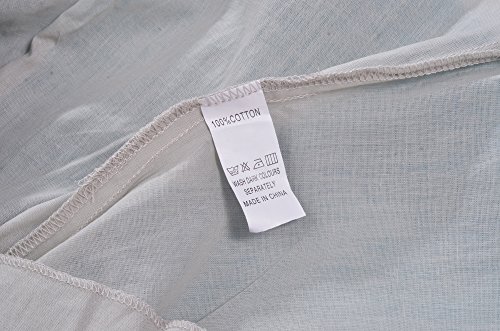 100%COTTON
WASH DARK COLOURS
SEPARATELY
MADE IN CHINA